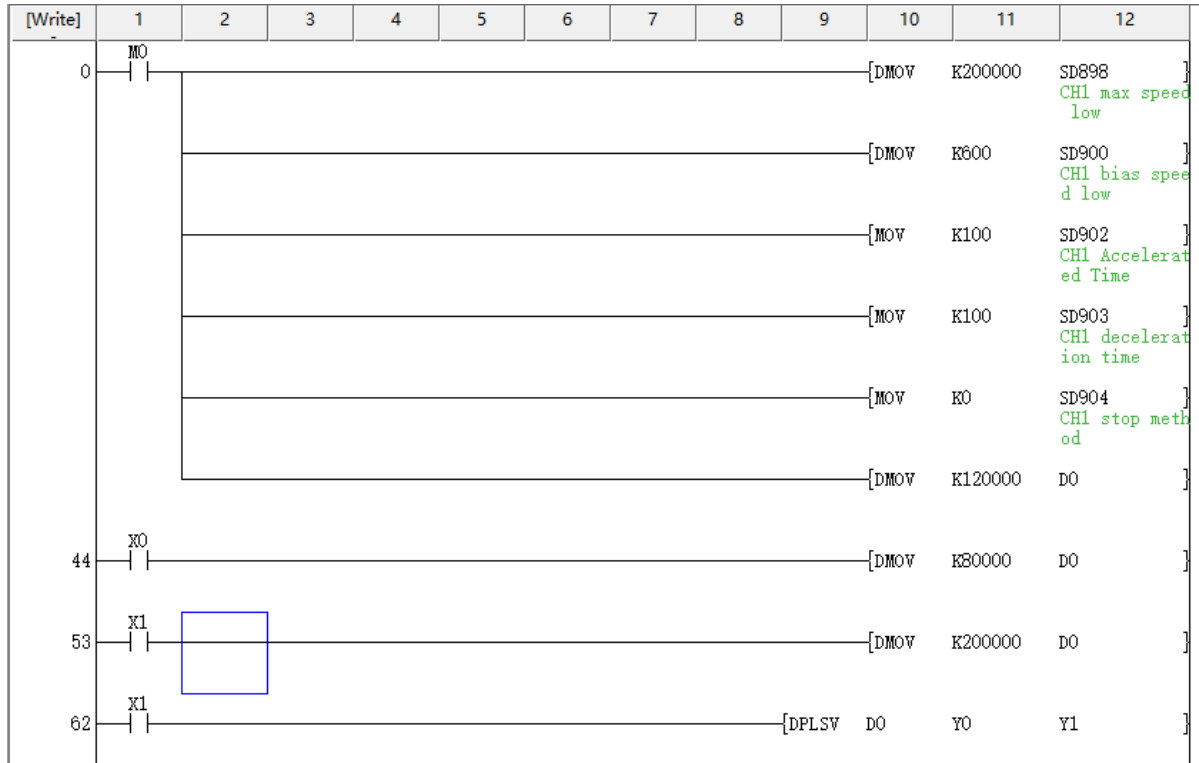 [Write] 1 2 3 4 5 6 7 8 9 10 11 12
M0
0 [DMOV K200000 SD898 ]
CH1 max speed
low
[DMOV K600 SD900 ]
CH1 bias spee
d low
[MOV K100 SD902 ]
CH1 Accelerat
ed Time
[MOV K100 SD903 ]
CH1 decelerat
ion time
[MOV K0 SD904 ]
CH1 stop meth
od
[DMOV K120000 D0 ]
X0
44 [DMOV K80000 D0 ]
X1
53 [DMOV K200000 D0 ]
X1
62 [DPLSV D0 Y0 Y1 ]